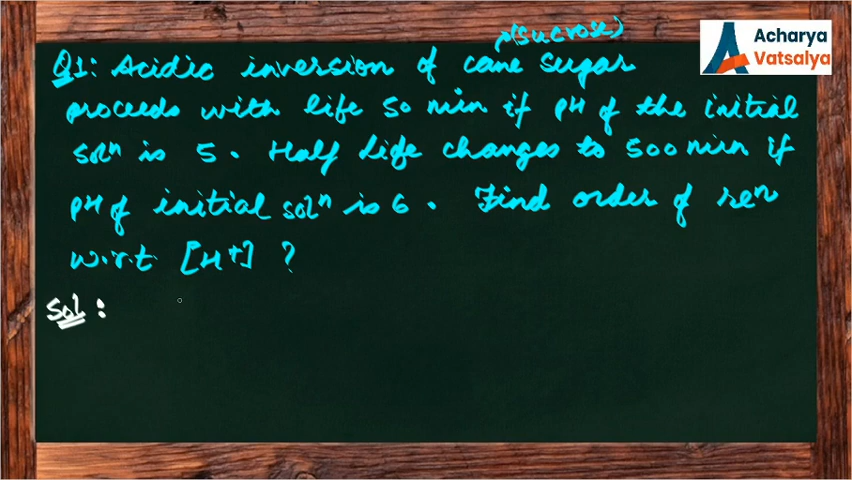 (sucrose)
Acharya
Vatsalya
Q1: Acidic inversion of cane sugar
proceeds with life 50 min if pH of the initial
solⁿ is 5. Half life changes to 500 min if
pH of initial solⁿ is 6. Find order of rexⁿ
w.r.t. [H+] ?
Sol: